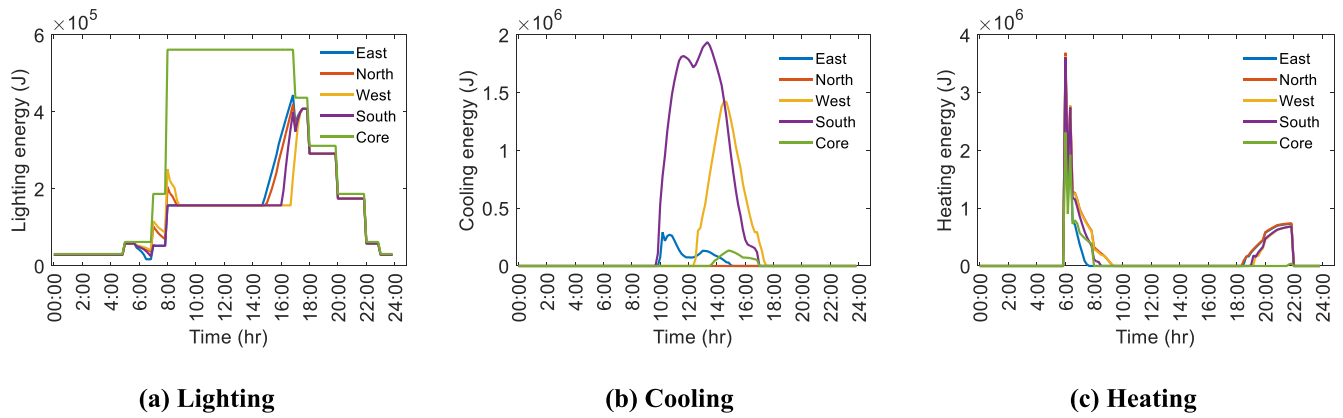 ×10⁵
Lighting energy (J)
6
4
2
0
East
North
West
South
Core
00:00
2:00
4:00
6:00
8:00
10:00
12:00
14:00
16:00
18:00
20:00
22:00
24:00
Time (hr)
(a) Lighting
×10⁶
Cooling energy (J)
2
1.5
1
0.5
0
East
North
West
South
Core
00:00
2:00
4:00
6:00
8:00
10:00
12:00
14:00
16:00
18:00
20:00
22:00
24:00
Time (hr)
(b) Cooling
×10⁶
Heating energy (J)
4
3
2
1
0
East
North
West
South
Core
00:00
2:00
4:00
6:00
8:00
10:00
12:00
14:00
16:00
18:00
20:00
22:00
24:00
Time (hr)
(c) Heating